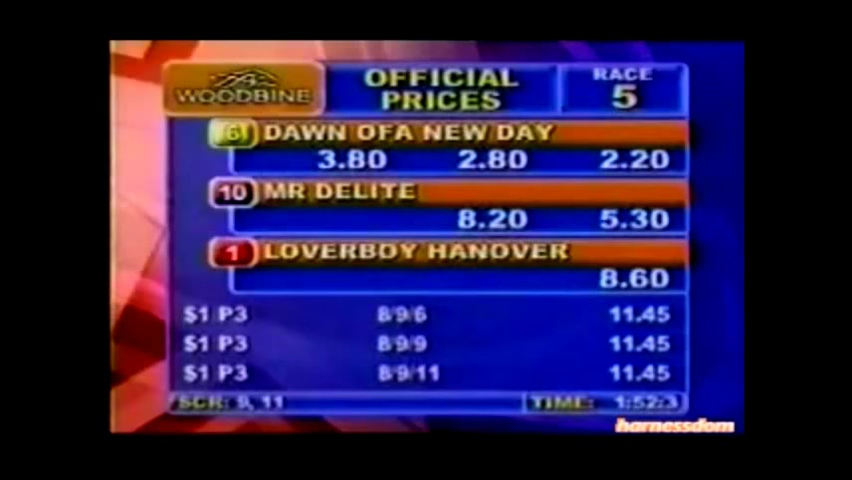 WOODBINE
OFFICIAL PRICES
RACE 5
6 DAWN OFA NEW DAY
3.80 2.80 2.20
10 MR DELITE
8.20 5.30
1 LOVERBOY HANOVER
8.60
$1 P3 8/9/6 11.45
$1 P3 8/9/9 11.45
$1 P3 8/9/11 11.45
SCR: 9, 11 TIME: 1:52:3
harnessdom